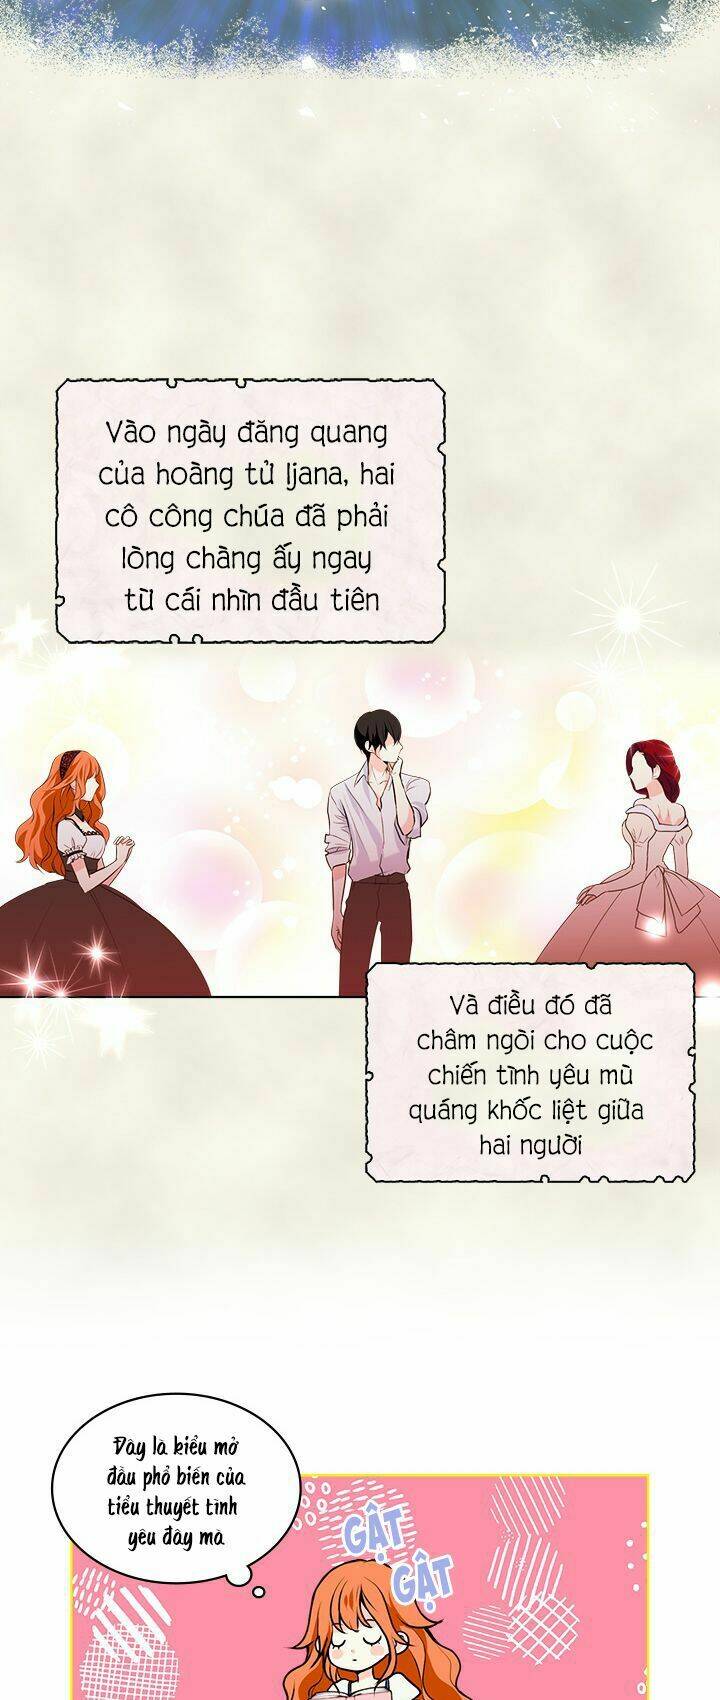 Vào ngày đăng quang
của hoàng tử Ijana, hai
cô công chúa đã phải
lòng chàng ấy ngay
từ cái nhìn đầu tiên
Và điều đó đã
châm ngòi cho cuộc
chiến tình yêu mù
quáng khốc liệt giữa
hai người
Đây là kiểu mở
đầu phổ biến của
tiểu thuyết tình
yêu đây mà
GẬT
GẬT